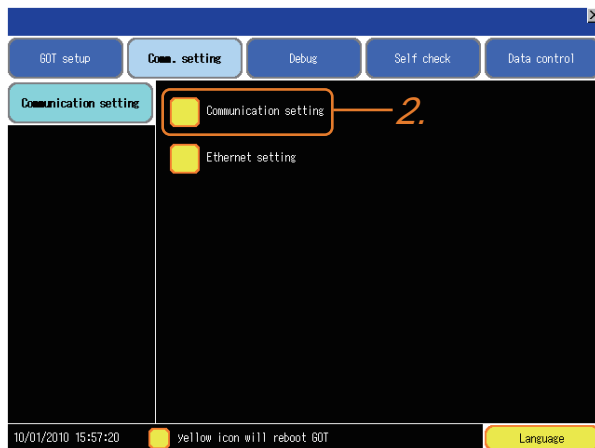 X
GOT setup Comm. setting Debug Self check Data control
Communication setting
Communication setting 2.
Ethernet setting
10/01/2010 15:57:20 yellow icon will reboot GOT Language